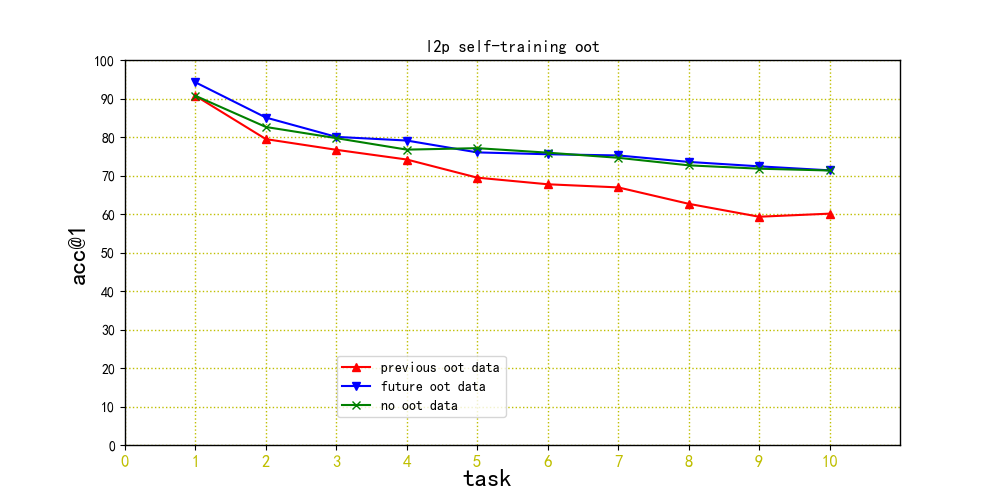 l2p self-training oot
100
90
80
70
60
50
40
30
20
10
0
acc@1
previous oot data
future oot data
no oot data
0 1 2 3 4 5 6 7 8 9 10
task